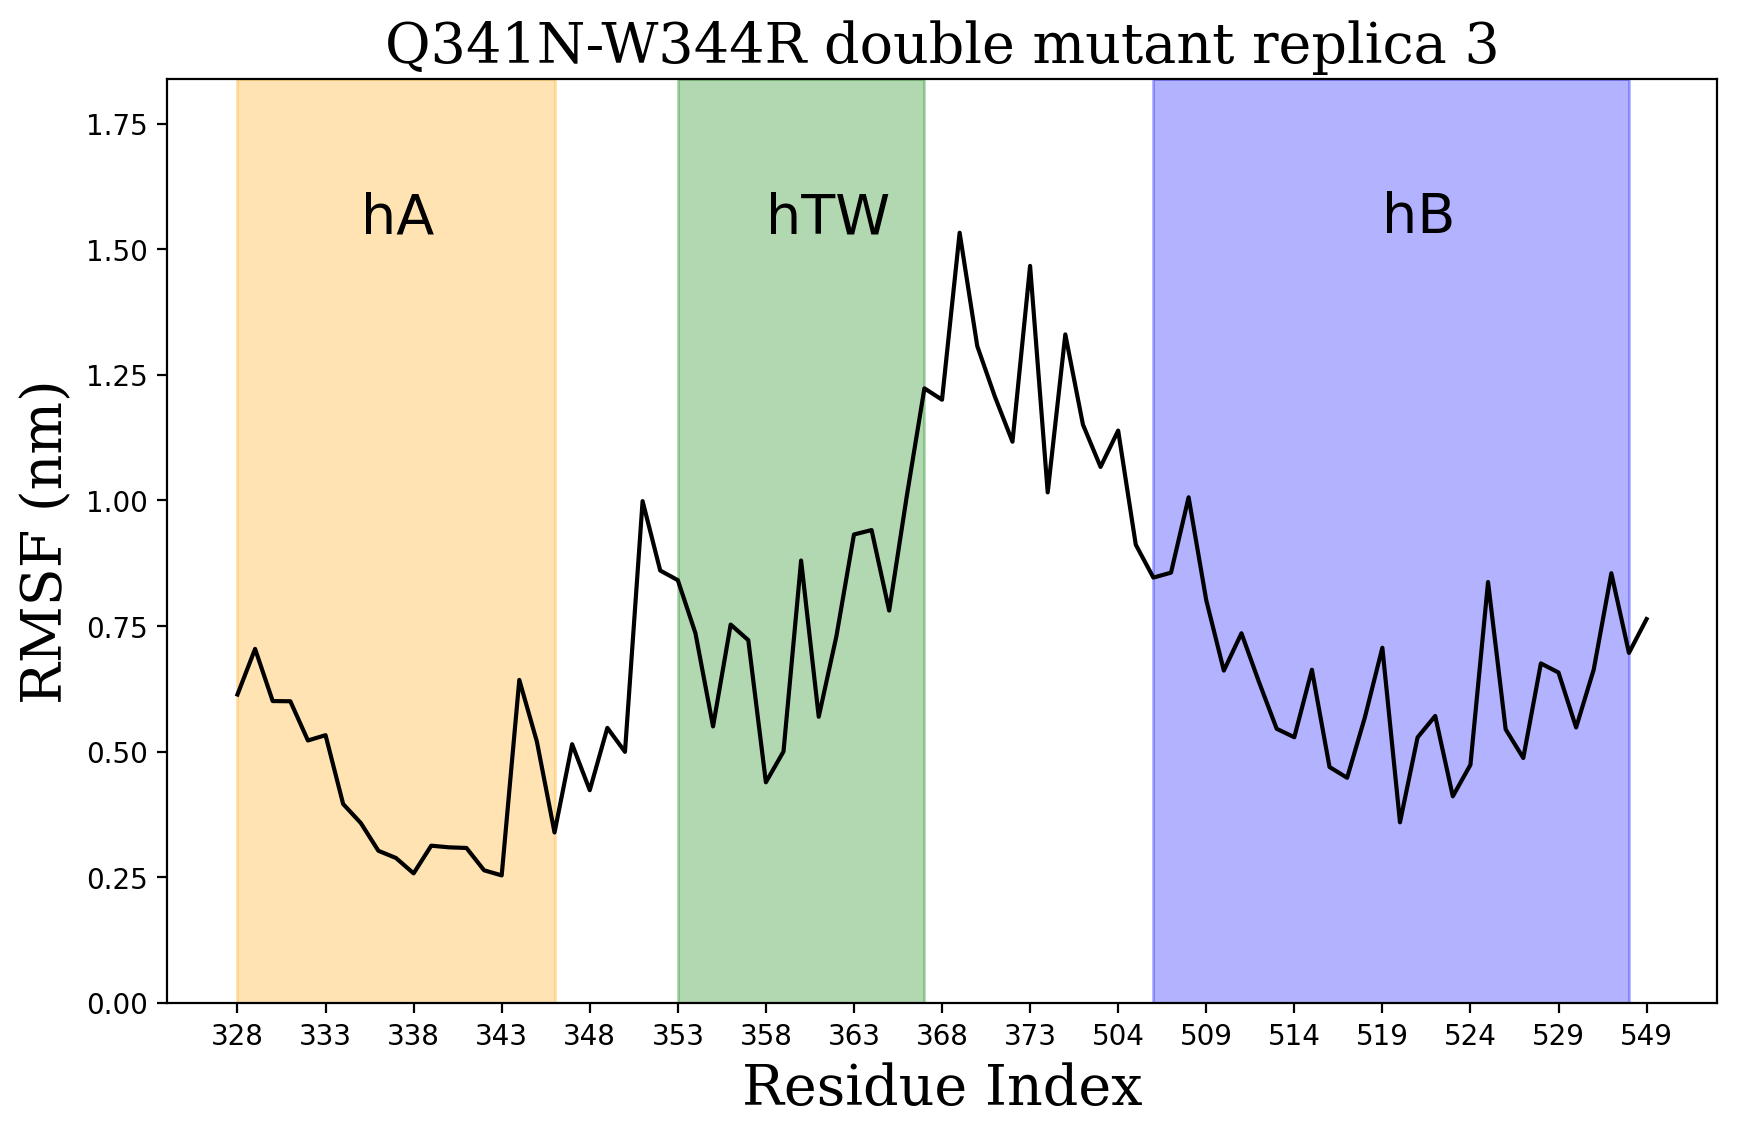 Q341N-W344R double mutant replica 3
hA
hTW
hB
1.75
1.50
1.25
1.00
0.75
0.50
0.25
0.00
RMSF (nm)
328 333 338 343 348 353 358 363 368 373 504 509 514 519 524 529 549
Residue Index